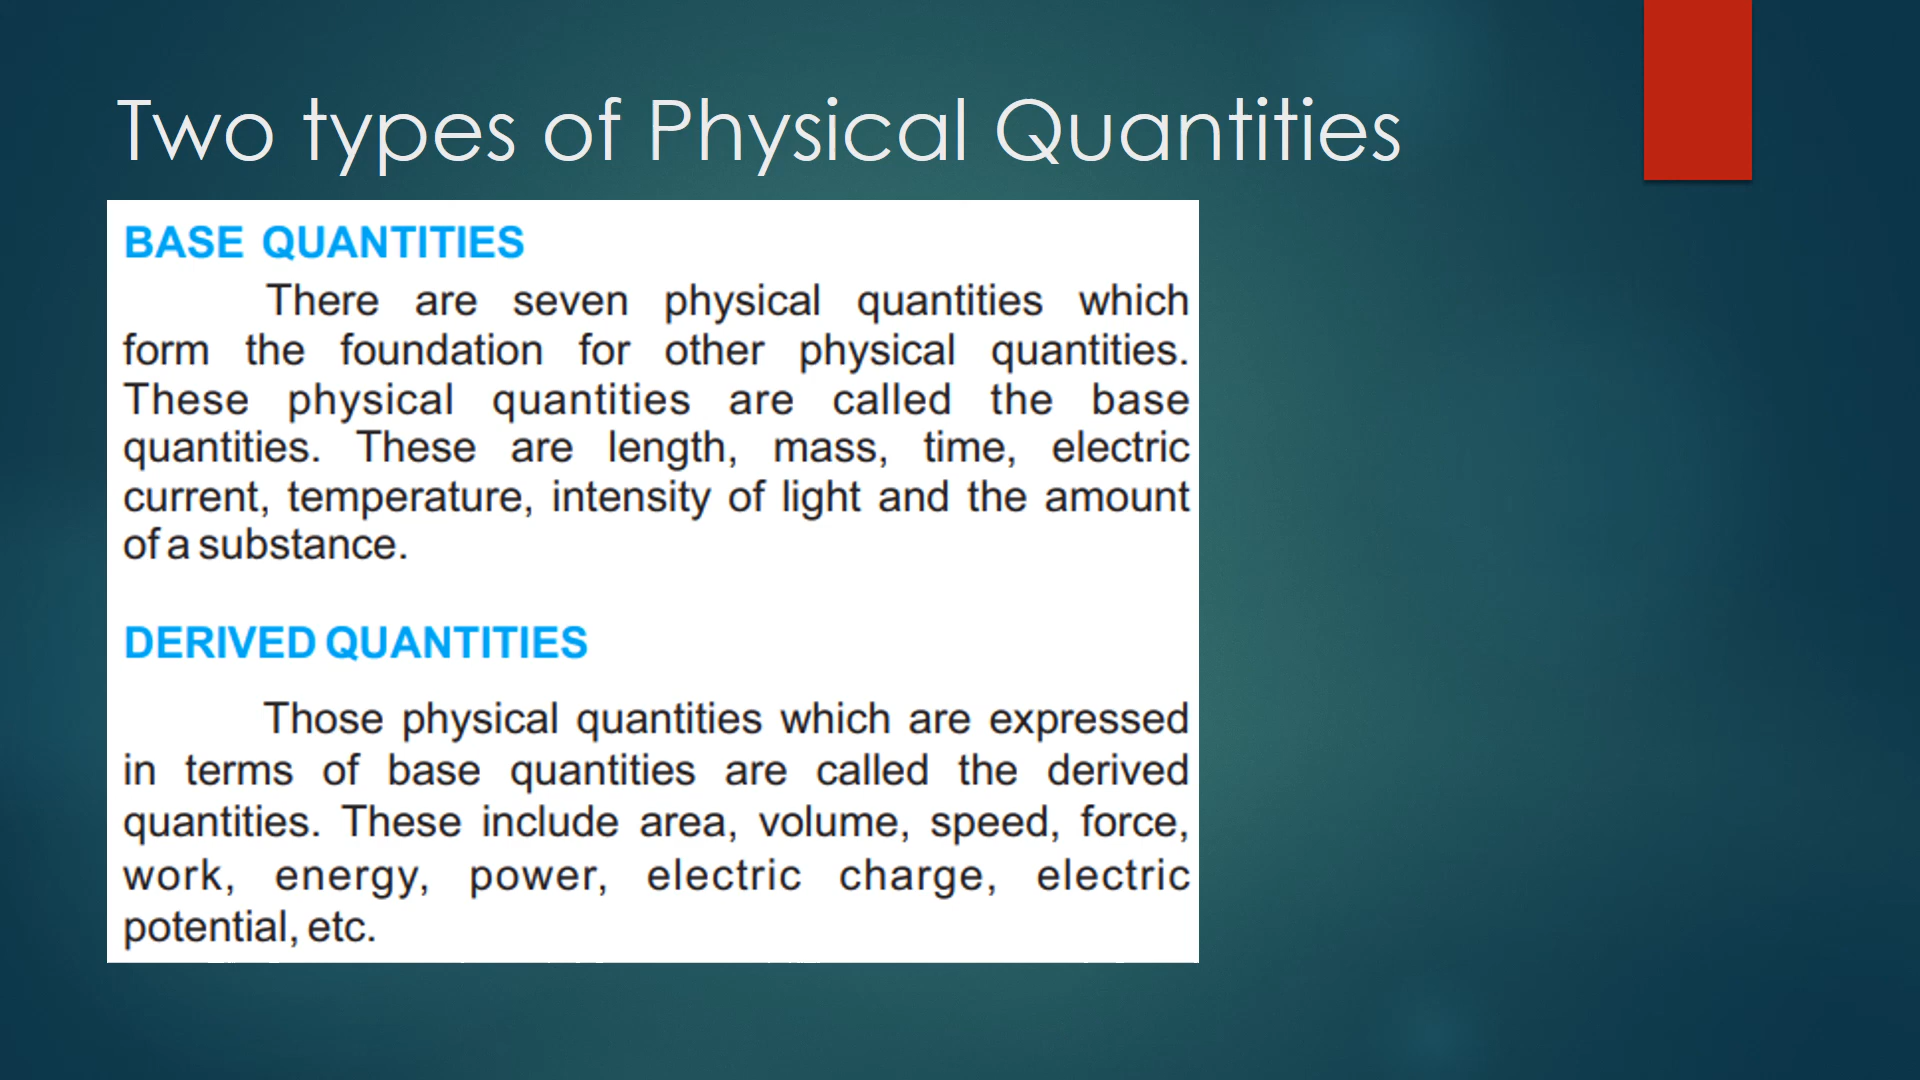 Two types of Physical Quantities
BASE QUANTITIES
There are seven physical quantities which
form the foundation for other physical quantities.
These physical quantities are called the base
quantities. These are length, mass, time, electric
current, temperature, intensity of light and the amount
of a substance.
DERIVED QUANTITIES
Those physical quantities which are expressed
in terms of base quantities are called the derived
quantities. These include area, volume, speed, force,
work, energy, power, electric charge, electric
potential, etc.